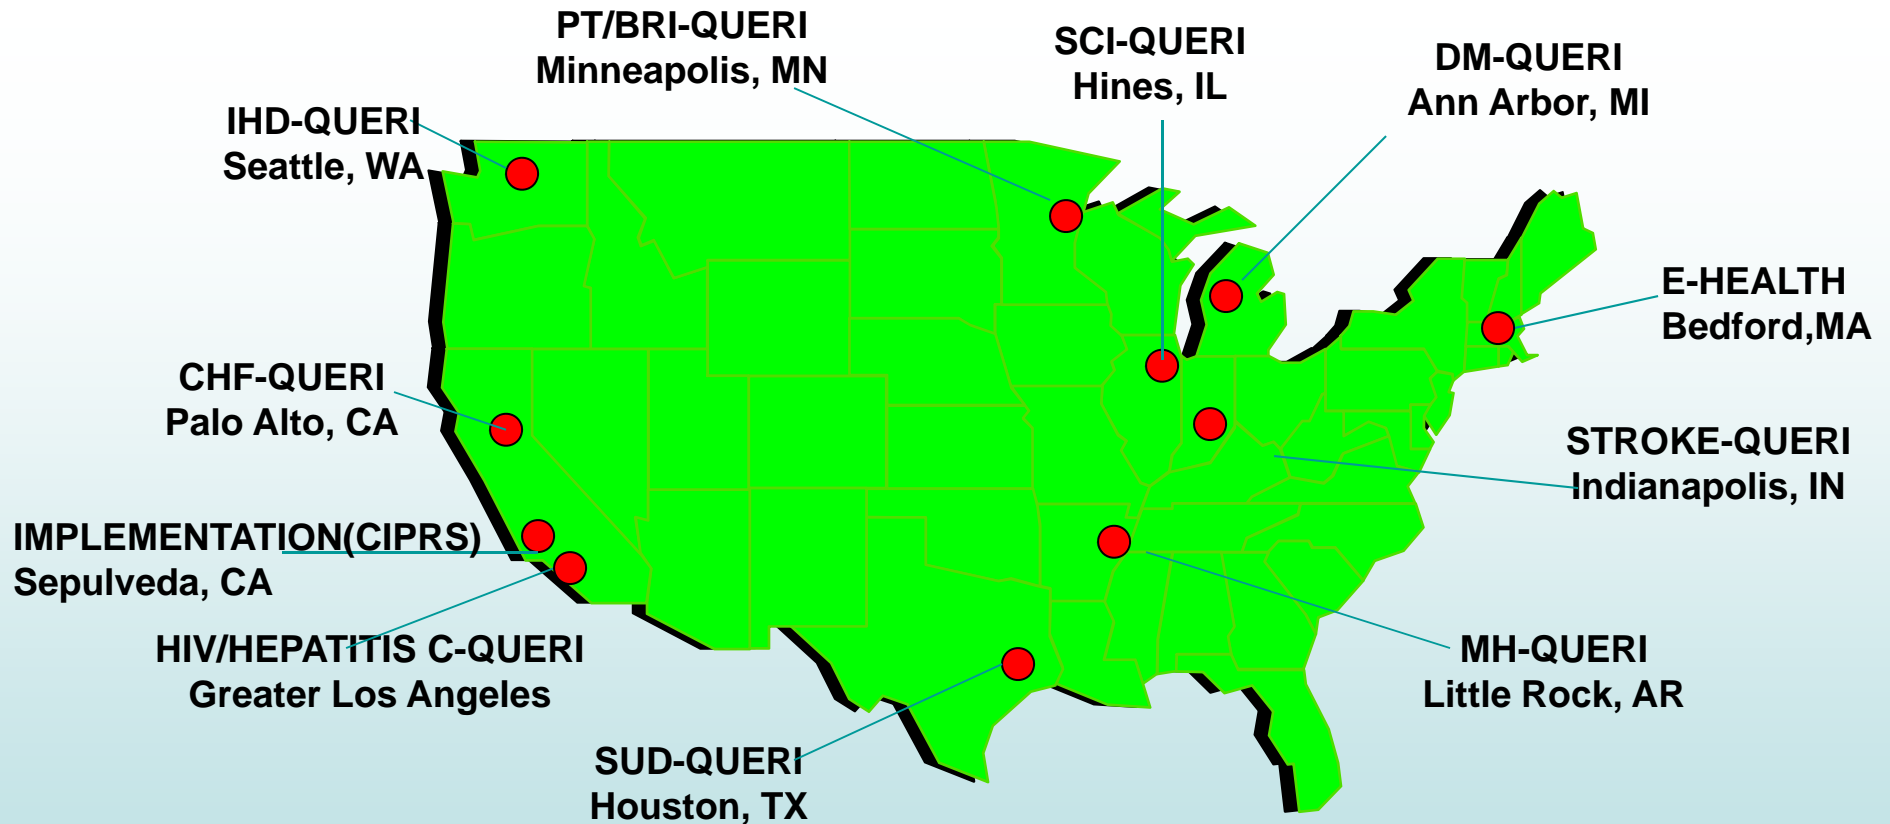 PT/BRI-QUERI
Minneapolis, MN
SCI-QUERI
Hines, IL
DM-QUERI
Ann Arbor, MI
IHD-QUERI
Seattle, WA
E-HEALTH
Bedford,MA
CHF-QUERI
Palo Alto, CA
STROKE-QUERI
Indianapolis, IN
IMPLEMENTATION(CIPRS)
Sepulveda, CA
HIV/HEPATITIS C-QUERI
Greater Los Angeles
MH-QUERI
Little Rock, AR
SUD-QUERI
Houston, TX